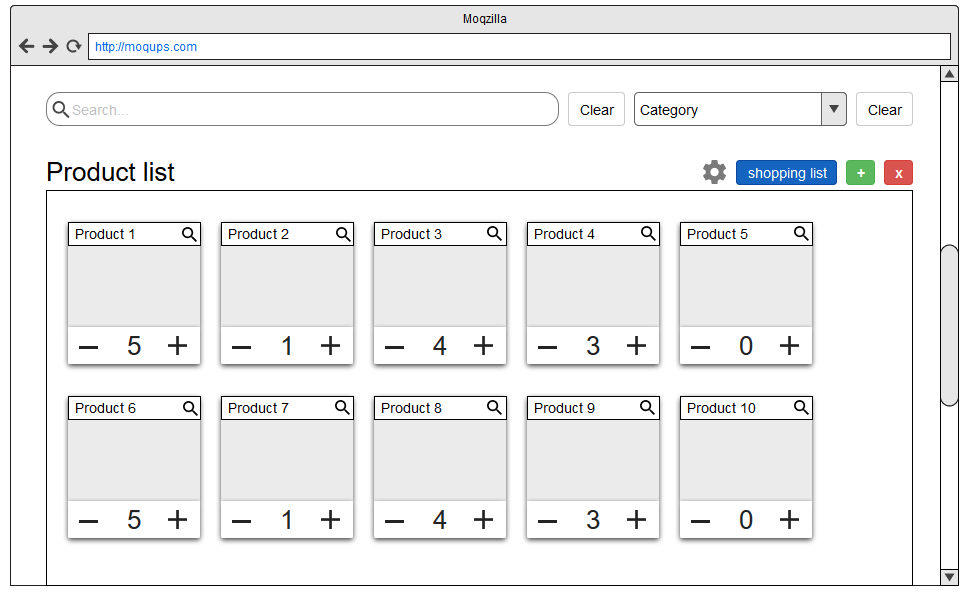 Moqzilla
http://moqups.com
Search... Clear Category Clear
Product list shopping list + x
Product 1 Product 2 Product 3 Product 4 Product 5
— 5 + — 1 + — 4 + — 3 + — 0 +
Product 6 Product 7 Product 8 Product 9 Product 10
— 5 + — 1 + — 4 + — 3 + — 0 +